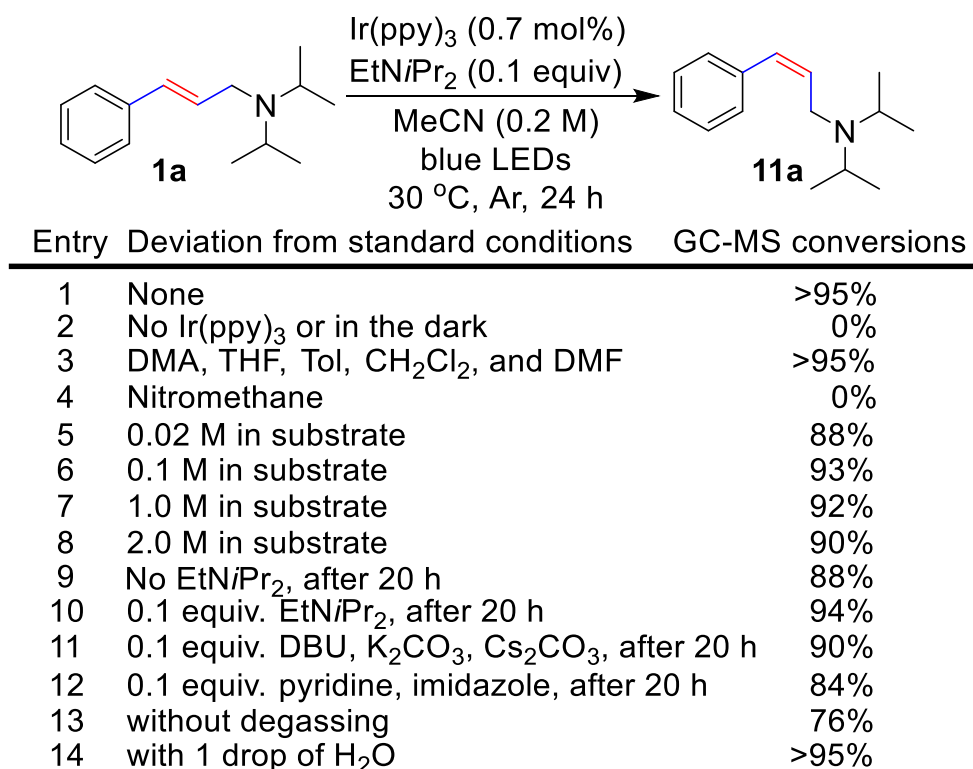 Ir(ppy)₃ (0.7 mol%)
EtNiPr₂ (0.1 equiv)
MeCN (0.2 M)
blue LEDs
30 °C, Ar, 24 h
N
1a
N
11a
Entry Deviation from standard conditions GC-MS conversions
1 None >95%
2 No Ir(ppy)₃ or in the dark 0%
3 DMA, THF, Tol, CH₂Cl₂, and DMF >95%
4 Nitromethane 0%
5 0.02 M in substrate 88%
6 0.1 M in substrate 93%
7 1.0 M in substrate 92%
8 2.0 M in substrate 90%
9 No EtNiPr₂, after 20 h 88%
10 0.1 equiv. EtNiPr₂, after 20 h 94%
11 0.1 equiv. DBU, K₂CO₃, Cs₂CO₃, after 20 h 90%
12 0.1 equiv. pyridine, imidazole, after 20 h 84%
13 without degassing 76%
14 with 1 drop of H₂O >95%